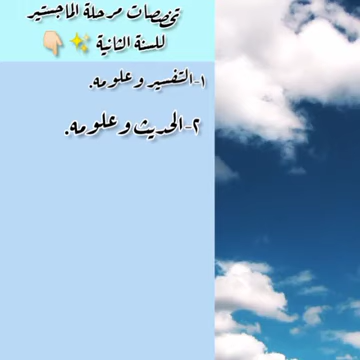 تخصصات مرحلة الماجستير
للسنة الثانية ✨👇🏻
١-التفسير وعلومه.
٢-الحديث وعلومه.